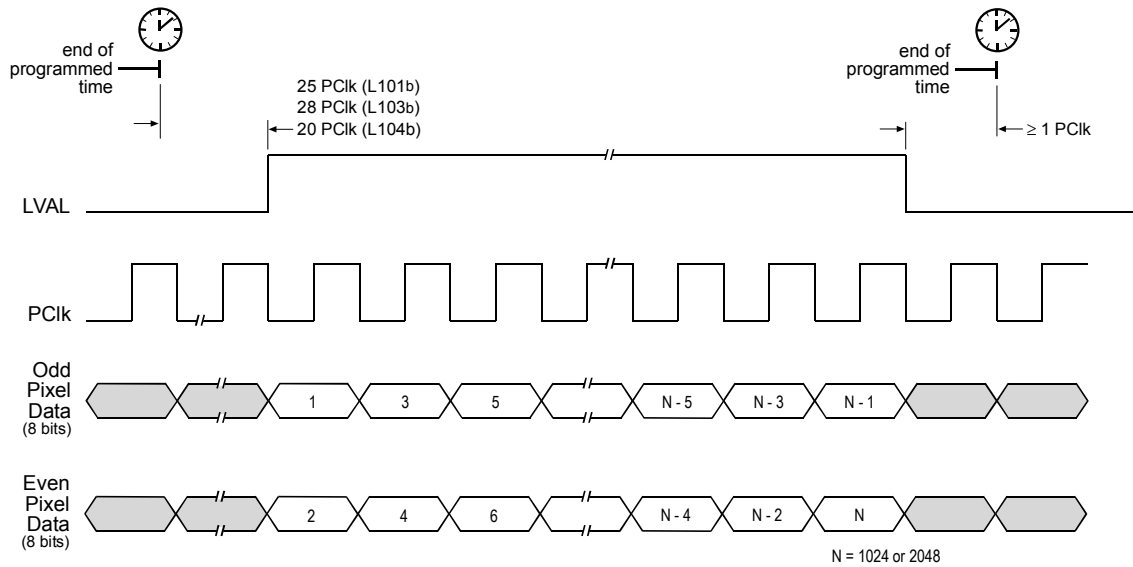 end of
programmed
time
25 PClk (L101b)
28 PClk (L103b)
20 PClk (L104b)
end of
programmed
time
≥ 1 PClk
LVAL
PClk
Odd
Pixel
Data
(8 bits)
1 3 5 N - 5 N - 3 N - 1
Even
Pixel
Data
(8 bits)
2 4 6 N - 4 N - 2 N
N = 1024 or 2048